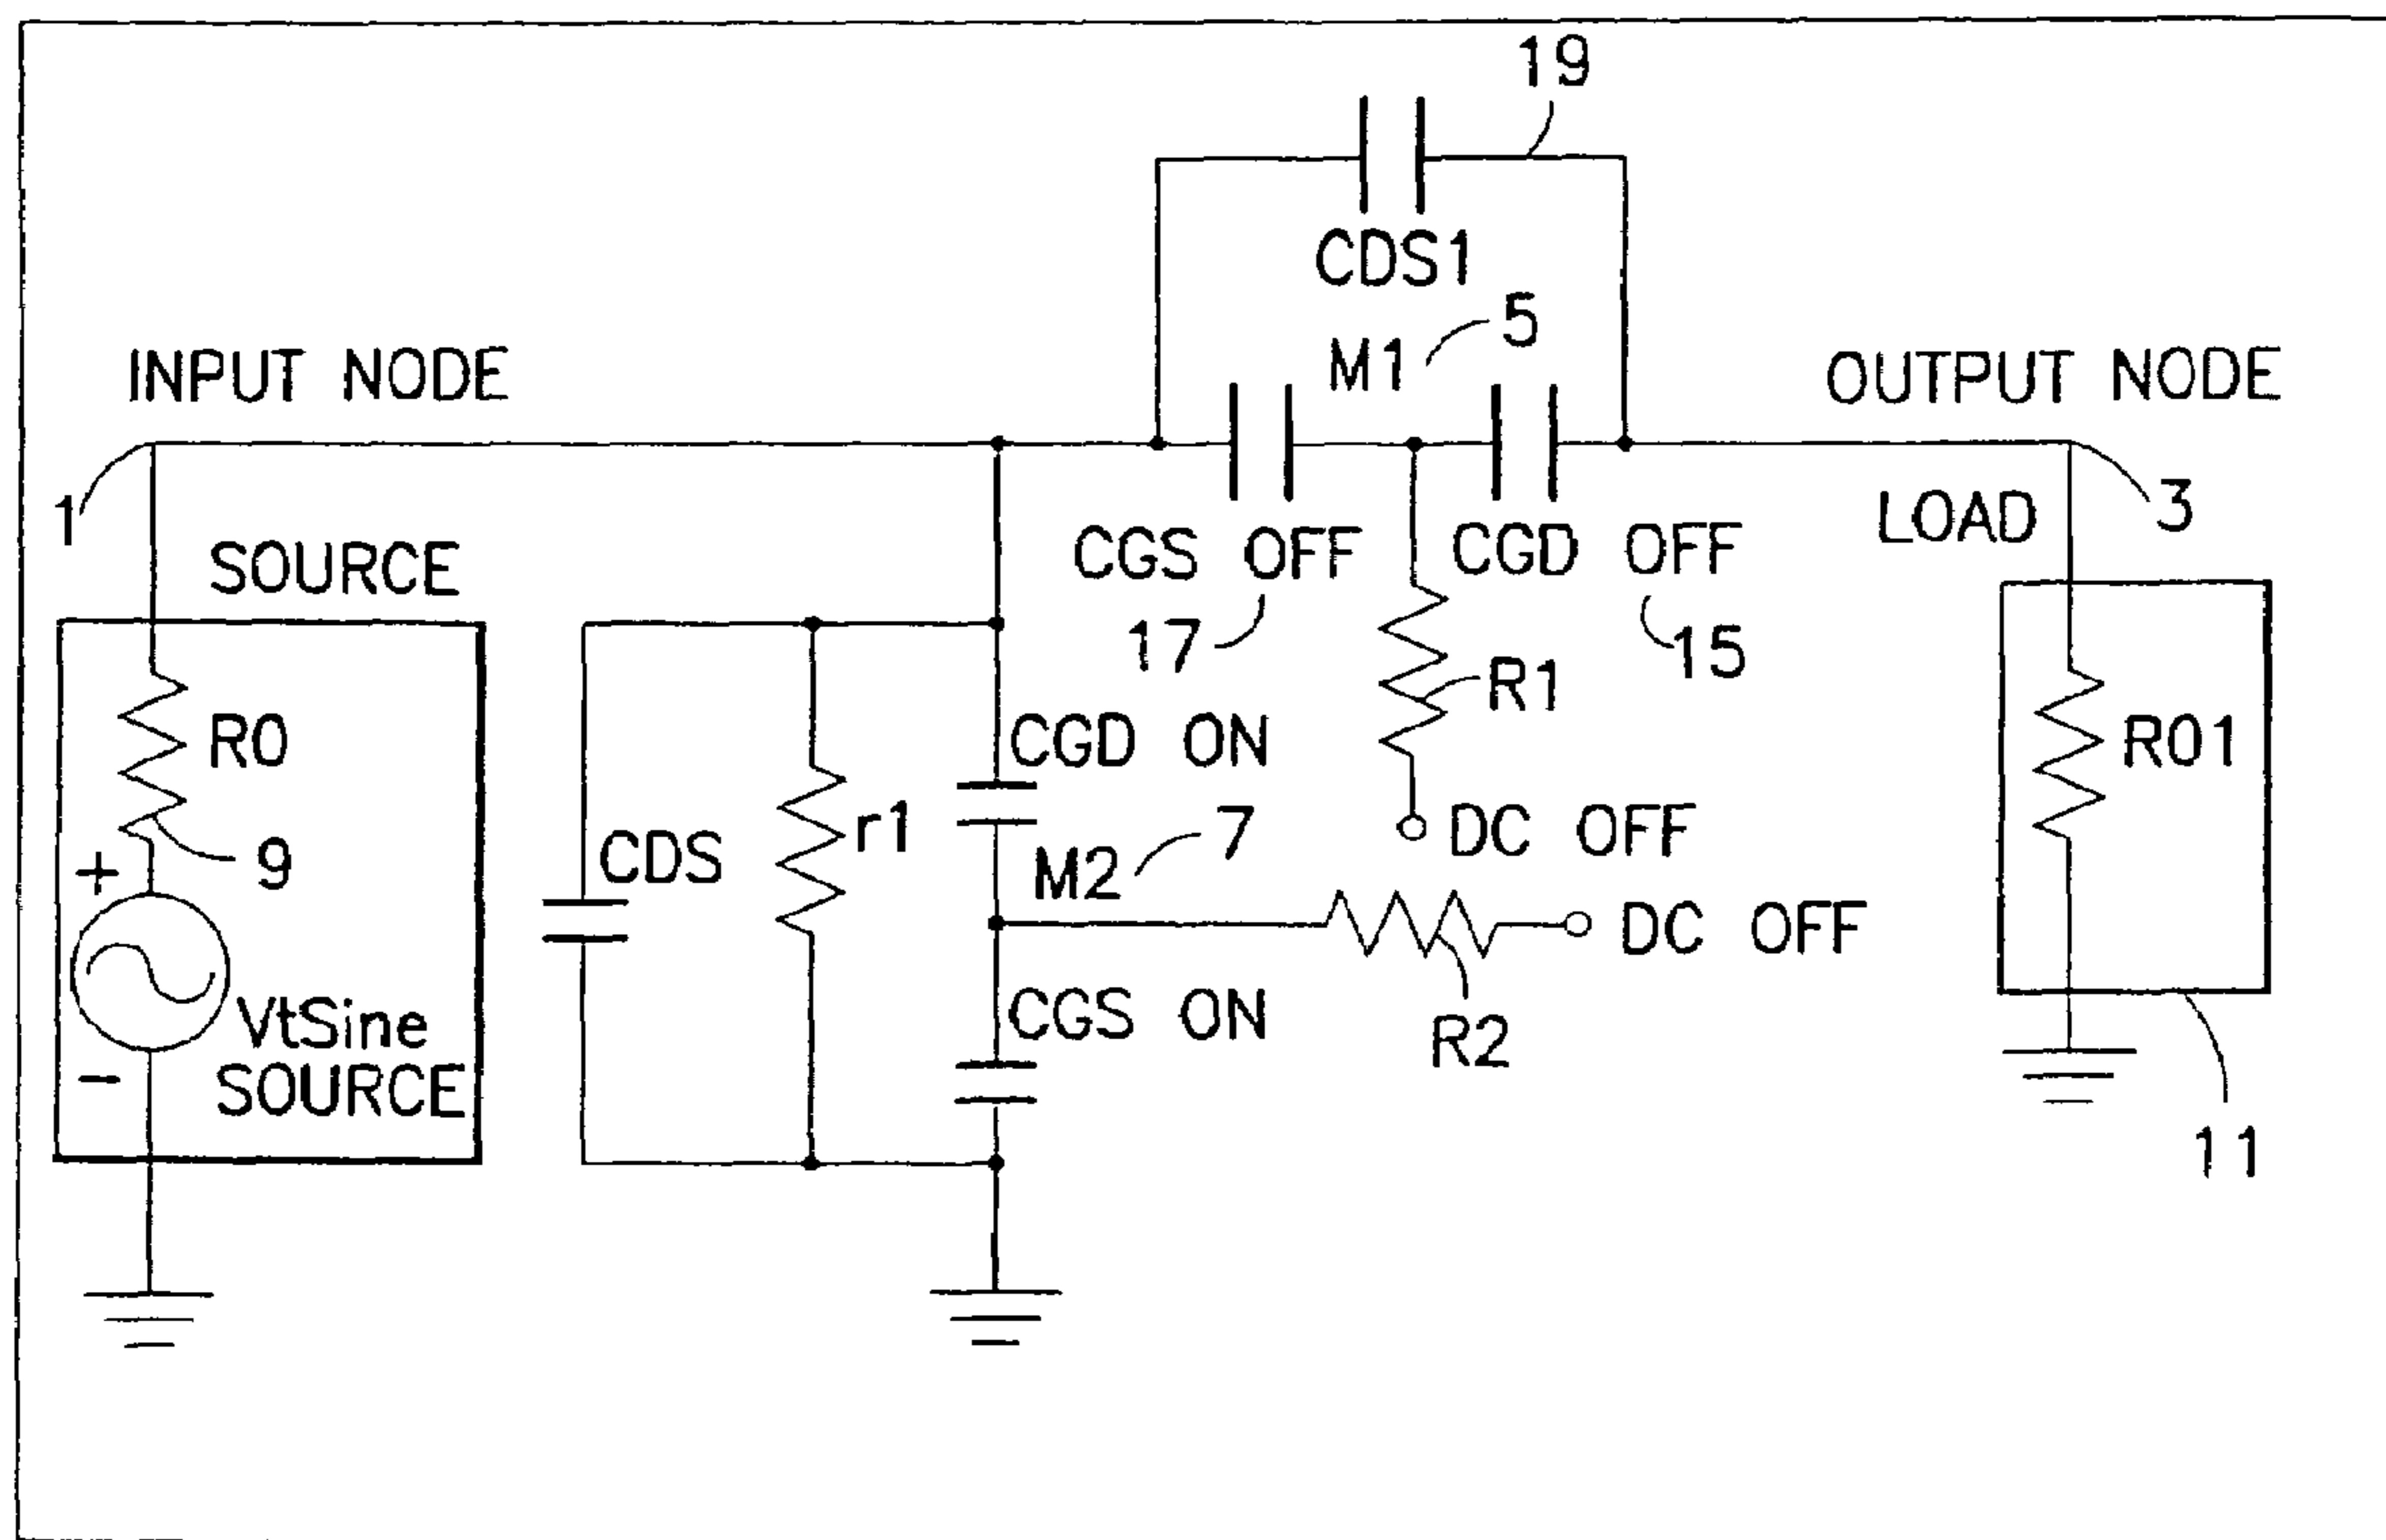 19
CDS1
M1
5
INPUT NODE
OUTPUT NODE
1
3
LOAD
SOURCE
CGS OFF
CGD OFF
17
15
R1
R0
CGD ON
R01
r1
7
DC OFF
CDS
9
+
M2
DC OFF
VtSine
SOURCE
-
CGS ON
R2
11